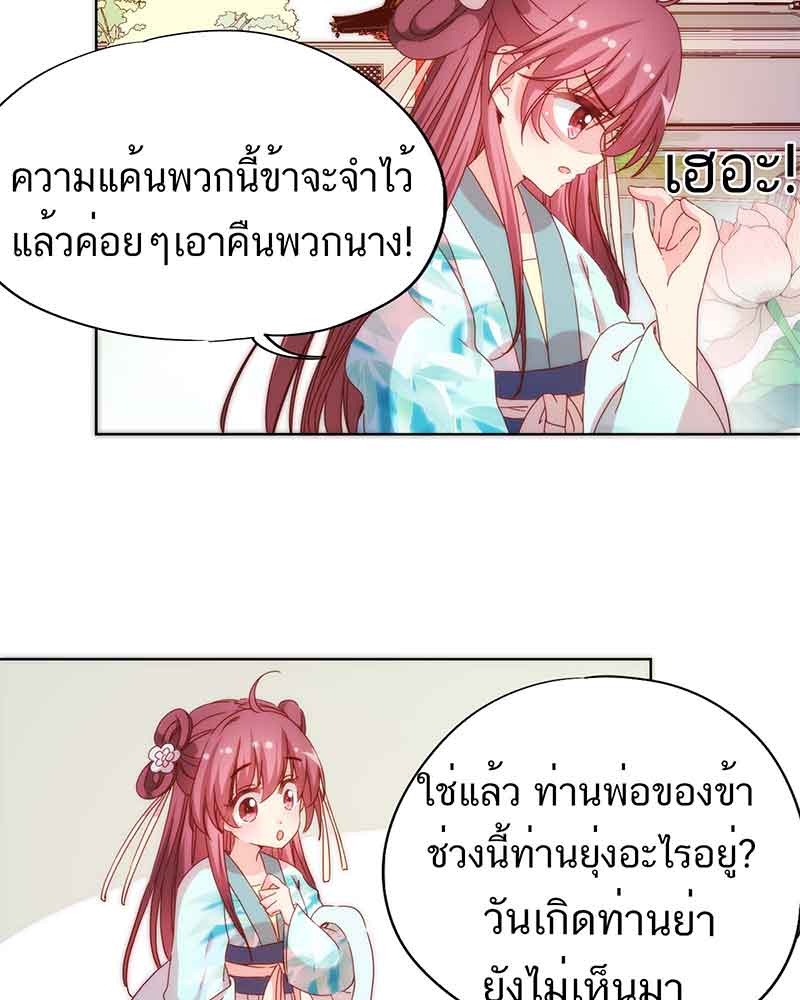 ความแค้นพวกนี้ข้าจะจำไว้
แล้วค่อยๆเอาคืนพวกนาง!
เฮอะ!
ใช่แล้ว ท่านพ่อของข้า
ช่วงนี้ท่านยุ่งอะไรอยู่?
วันเกิดท่านย่า
ยังไม่เห็นมา